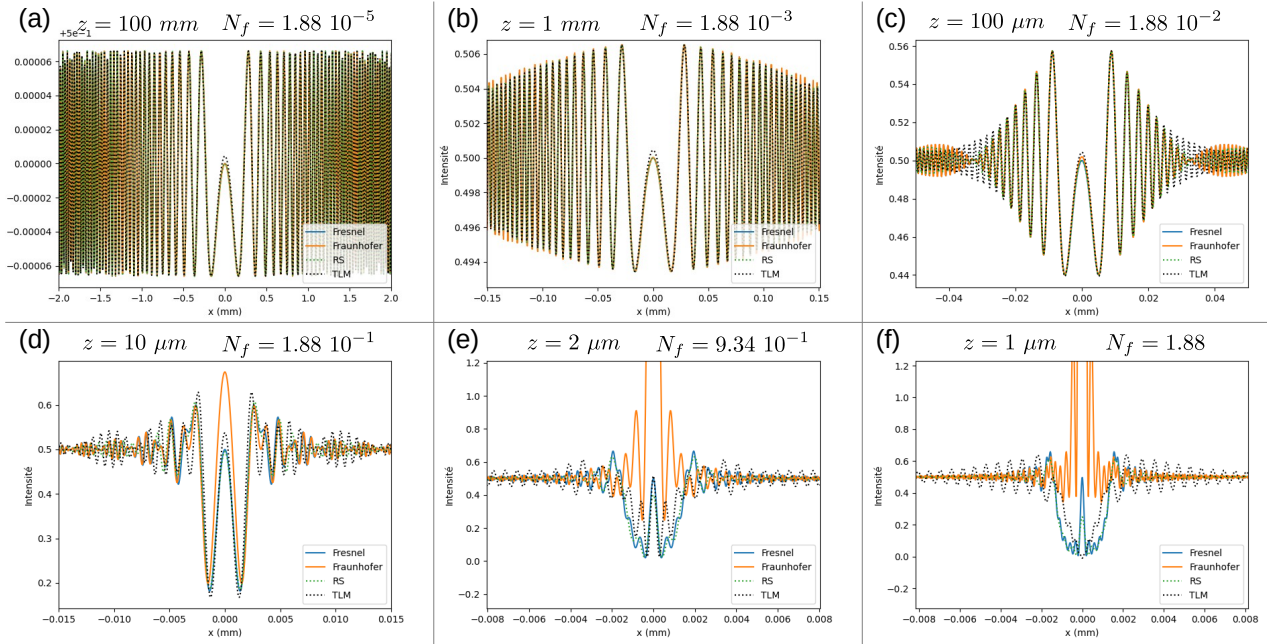 (a) z = 100 mm N_f = 1.88 10^-5
+5e-1
0.00006
0.00004
0.00002
0.00000
−0.00002
−0.00004
−0.00006
Fresnel
Fraunhofer
RS
TLM
−2.0 −1.5 −1.0 −0.5 0.0 0.5 1.0 1.5 2.0
x (mm)
(b) z = 1 mm N_f = 1.88 10^-3
0.506
0.504
0.502
0.500
0.498
0.496
0.494
Intensité
Fresnel
Fraunhofer
RS
TLM
−0.15 −0.10 −0.05 0.00 0.05 0.10 0.15
x (mm)
(c) z = 100 μm N_f = 1.88 10^-2
0.56
0.54
0.52
0.50
0.48
0.46
0.44
Intensité
Fresnel
Fraunhofer
RS
TLM
−0.04 −0.02 0.00 0.02 0.04
x (mm)
(d) z = 10 μm N_f = 1.88 10^-1
0.6
0.5
0.4
0.3
0.2
Intensité
Fresnel
Fraunhofer
RS
TLM
−0.015 −0.010 −0.005 0.000 0.005 0.010 0.015
x (mm)
(e) z = 2 μm N_f = 9.34 10^-1
1.2
1.0
0.8
0.6
0.4
0.2
0.0
−0.2
Intensité
Fresnel
Fraunhofer
RS
TLM
−0.008 −0.006 −0.004 −0.002 0.000 0.002 0.004 0.006 0.008
x (mm)
(f) z = 1 μm N_f = 1.88
1.2
1.0
0.8
0.6
0.4
0.2
0.0
−0.2
Intensité
Fresnel
Fraunhofer
RS
TLM
−0.008 −0.006 −0.004 −0.002 0.000 0.002 0.004 0.006 0.008
x (mm)